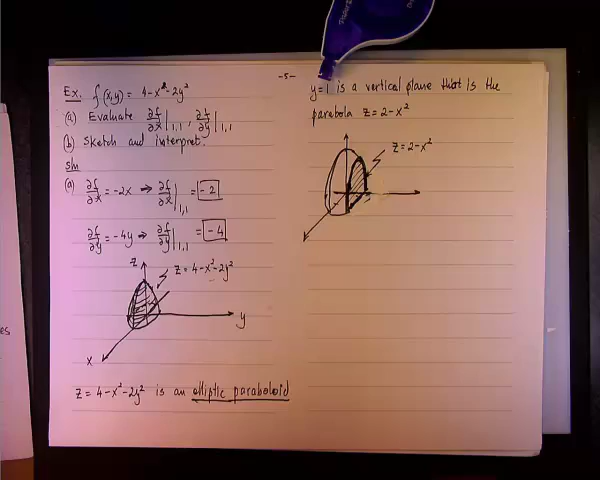 -5-
Ex. f(x,y) = 4-x²-2y²
(a) Evaluate ∂f/∂x|1,1 , ∂f/∂y|1,1
(b) Sketch and interpret.
Sln
(a) ∂f/∂x = -2x → ∂f/∂x|1,1 = -2
∂f/∂y = -4y → ∂f/∂y|1,1 = -4
z
z = 4-x²-2y²
y
x
z = 4-x²-2y² is an elliptic paraboloid
y=1 is a vertical plane that is the
parabola z = 2-x²
z = 2-x²
es